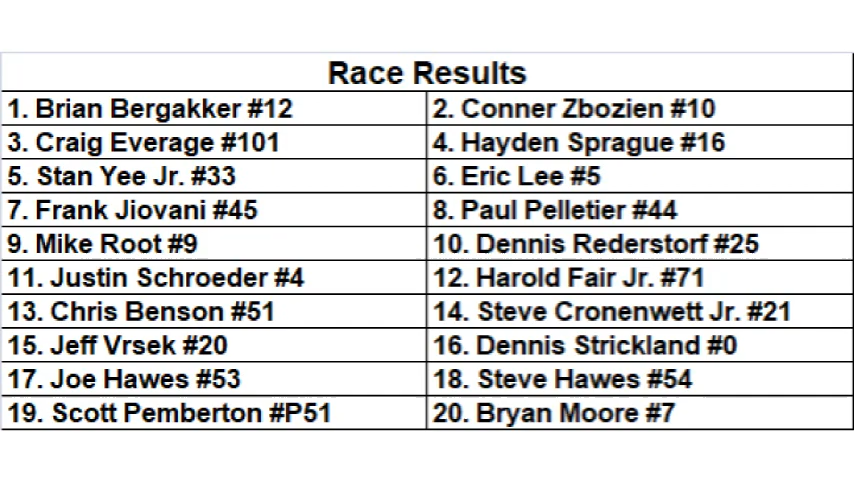 Race Results
1. Brian Bergakker #12
2. Conner Zbozien #10
3. Craig Everage #101
4. Hayden Sprague #16
5. Stan Yee Jr. #33
6. Eric Lee #5
7. Frank Jiovani #45
8. Paul Pelletier #44
9. Mike Root #9
10. Dennis Rederstorf #25
11. Justin Schroeder #4
12. Harold Fair Jr. #71
13. Chris Benson #51
14. Steve Cronenwett Jr. #21
15. Jeff Vrsek #20
16. Dennis Strickland #0
17. Joe Hawes #53
18. Steve Hawes #54
19. Scott Pemberton #P51
20. Bryan Moore #7